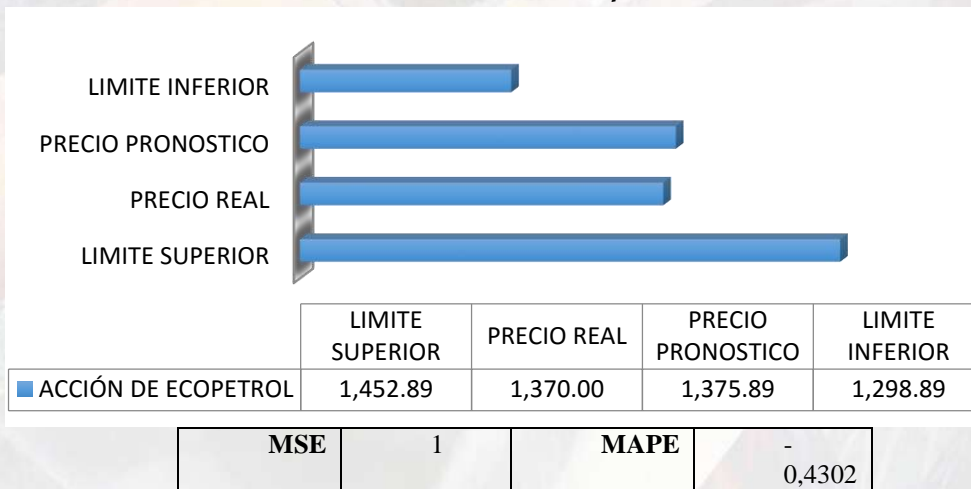 LIMITE INFERIOR
PRECIO PRONOSTICO
PRECIO REAL
LIMITE SUPERIOR
LIMITE SUPERIOR PRECIO REAL PRECIO PRONOSTICO LIMITE INFERIOR
ACCIÓN DE ECOPETROL 1,452.89 1,370.00 1,375.89 1,298.89
MSE 1 MAPE -
0,4302